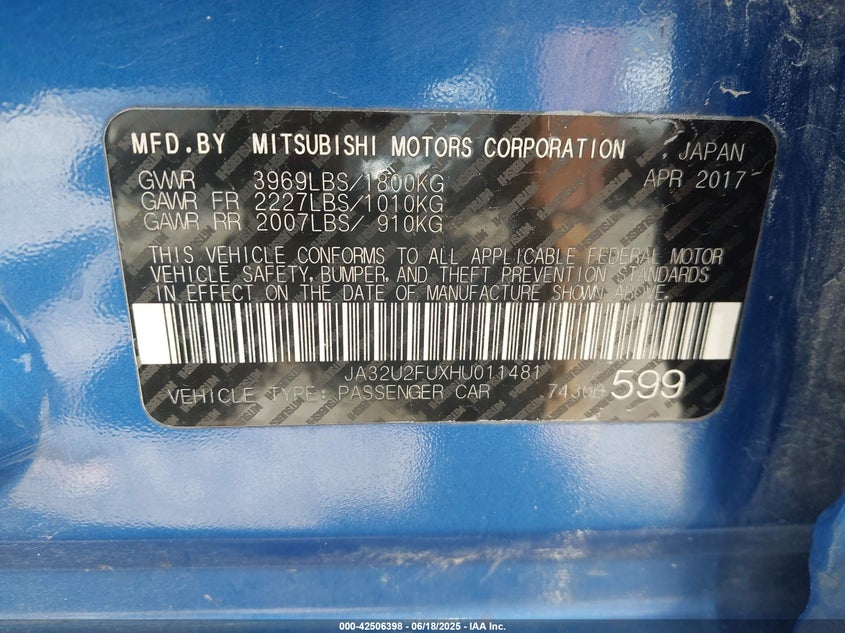 MFD.BY MITSUBISHI MOTORS CORPORATION JAPAN
GVWR 3969LBS/1800KG APR 2017
GAWR FR 2227LBS/1010KG
GAWR RR 2007LBS/ 910KG
THIS VEHICLE CONFORMS TO ALL APPLICABLE FEDERAL MOTOR
VEHICLE SAFETY, BUMPER, AND THEFT PREVENTION STANDARDS
IN EFFECT ON THE DATE OF MANUFACTURE SHOWN ABOVE.
JA32U2FUXHU011481
VEHICLE TYPE: PASSENGER CAR 599
000-42506398 - 06/18/2025 - IAA Inc.